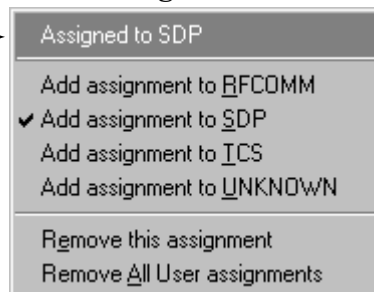 Assigned to SDP
Add assignment to RFCOMM
Add assignment to SDP
Add assignment to TCS
Add assignment to UNKNOWN
Remove this assignment
Remove All User assignments